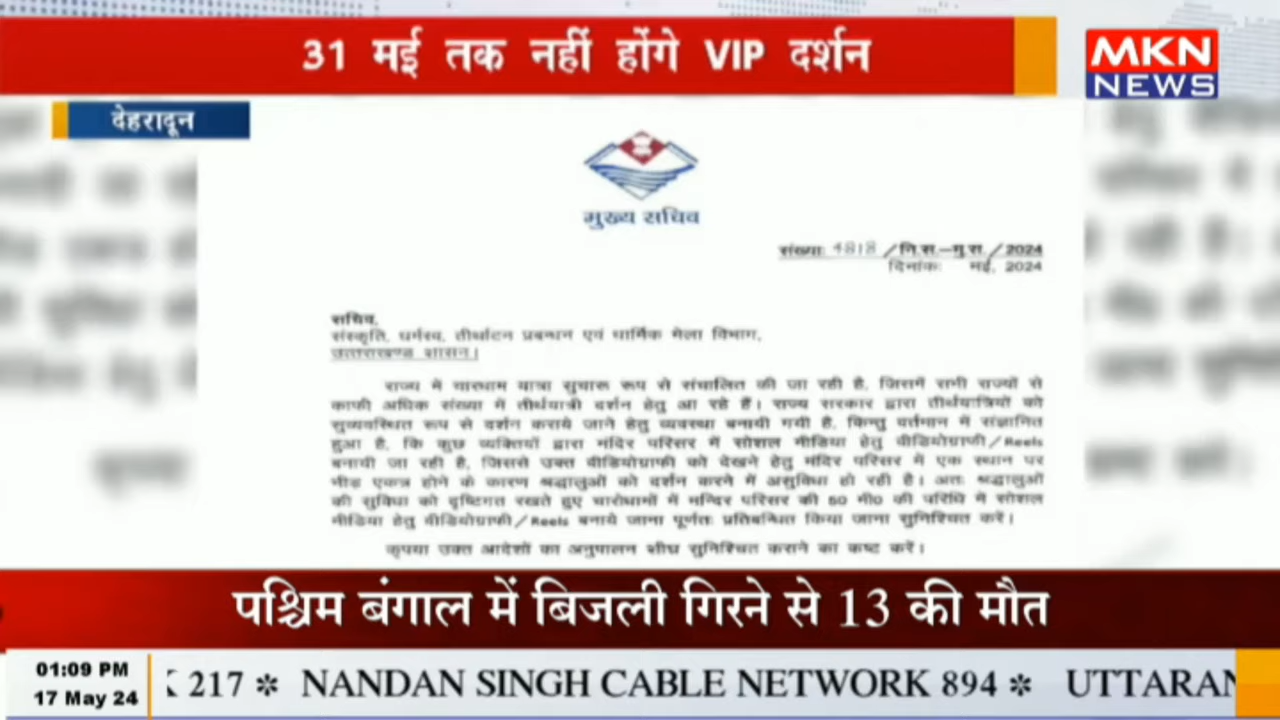 31 मई तक नहीं होंगे VIP दर्शन
MKN
NEWS
देहरादून
मुख्य सचिव
संख्याः 4818 /नि.स.–मु.स./2024
दिनांकः मई, 2024
सचिव,
संस्कृति, धर्मस्व, तीर्थाटन प्रबन्धन एवं धार्मिक मेला विभाग,
उत्तराखण्ड शासन।
राज्य में चारधाम यात्रा सुचारू रूप से संचालित की जा रही है, जिसमें सभी राज्यों से
काफी अधिक संख्या में तीर्थयात्री दर्शन हेतु आ रहे हैं। राज्य सरकार द्वारा तीर्थयात्रियों को
सुव्यवस्थित रूप से दर्शन कराये जाने हेतु व्यवस्था बनायी गयी है, किन्तु वर्तमान में संज्ञानित
हुआ है, कि कुछ व्यक्तियों द्वारा मंदिर परिसर में सोशल मीडिया हेतु वीडियोग्राफी/Reels
बनायी जा रही है, जिससे उक्त वीडियोग्राफी को देखने हेतु मंदिर परिसर में एक स्थान पर
भीड़ एकत्र होने के कारण श्रद्धालुओं को दर्शन करने में असुविधा हो रही है। अतः श्रद्धालुओं
की सुविधा को दृष्टिगत रखते हुए चारोधामों में मन्दिर परिसर की 50 मी0 की परिधि में सोशल
मीडिया हेतु वीडियोग्राफी/Reels बनाये जाना पूर्णतः प्रतिबन्धित किया जाना सुनिश्चित करें।
कृपया उक्त आदेशों का अनुपालन शीघ्र सुनिश्चित कराने का कष्ट करें।
पश्चिम बंगाल में बिजली गिरने से 13 की मौत
01:09 PM
17 May 24
217 * NANDAN SINGH CABLE NETWORK 894 * UTTARAN